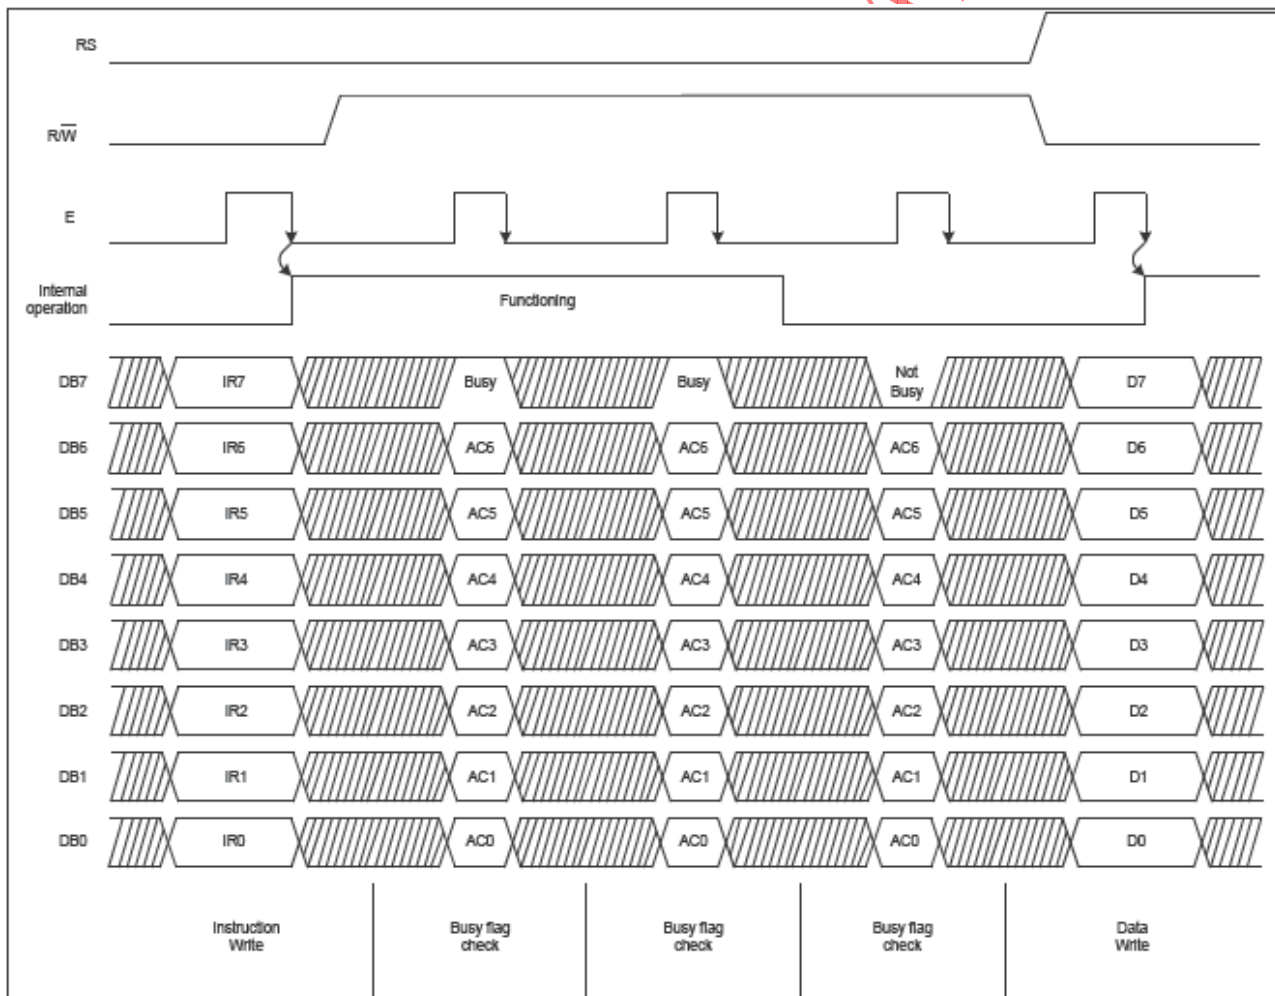 RS
R/W
E
Internal
operation
Functioning
DB7 IR7 Busy Busy Not Busy D7
DB6 IR6 AC6 AC6 AC6 D6
DB5 IR5 AC5 AC5 AC5 D5
DB4 IR4 AC4 AC4 AC4 D4
DB3 IR3 AC3 AC3 AC3 D3
DB2 IR2 AC2 AC2 AC2 D2
DB1 IR1 AC1 AC1 AC1 D1
DB0 IR0 AC0 AC0 AC0 D0
Instruction
Write
Busy flag
check
Busy flag
check
Busy flag
check
Data
Write